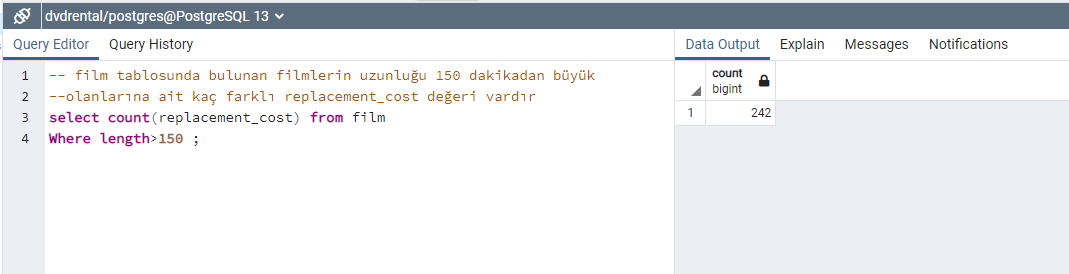 dvdrental/postgres@PostgreSQL 13
Query Editor Query History
1 -- film tablosunda bulunan filmlerin uzunluğu 150 dakikadan büyük
2 --olanlarına ait kaç farklı replacement_cost değeri vardır
3 select count(replacement_cost) from film
4 Where length>150 ;
Data Output Explain Messages Notifications
count
bigint
1 242